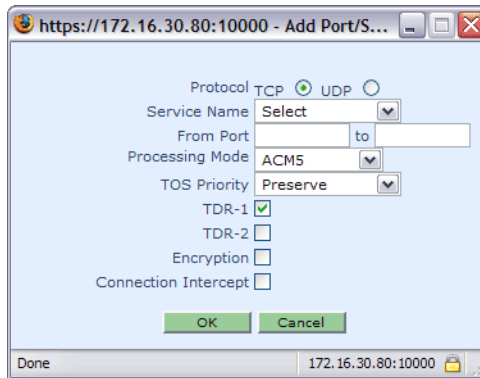 https://172.16.30.80:10000 - Add Port/S...
Protocol TCP UDP
Service Name Select
From Port to
Processing Mode ACM5
TOS Priority Preserve
TDR-1
TDR-2
Encryption
Connection Intercept
OK Cancel
Done 172.16.30.80:10000